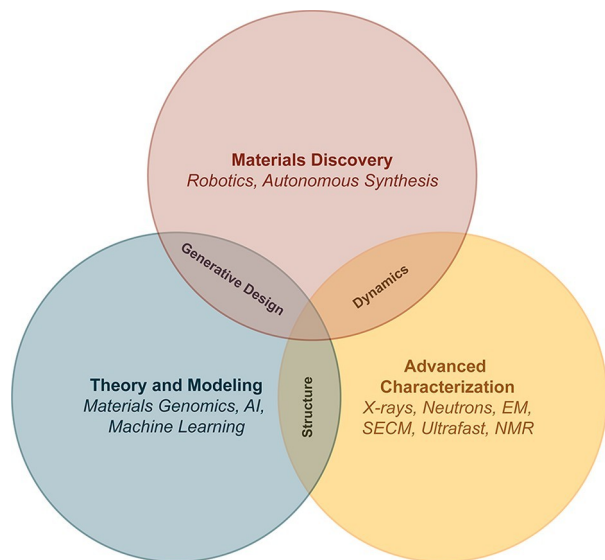 Materials Discovery
Robotics, Autonomous Synthesis
Generative Design
Dynamics
Theory and Modeling
Materials Genomics, AI,
Machine Learning
Structure
Advanced
Characterization
X-rays, Neutrons, EM,
SECM, Ultrafast, NMR